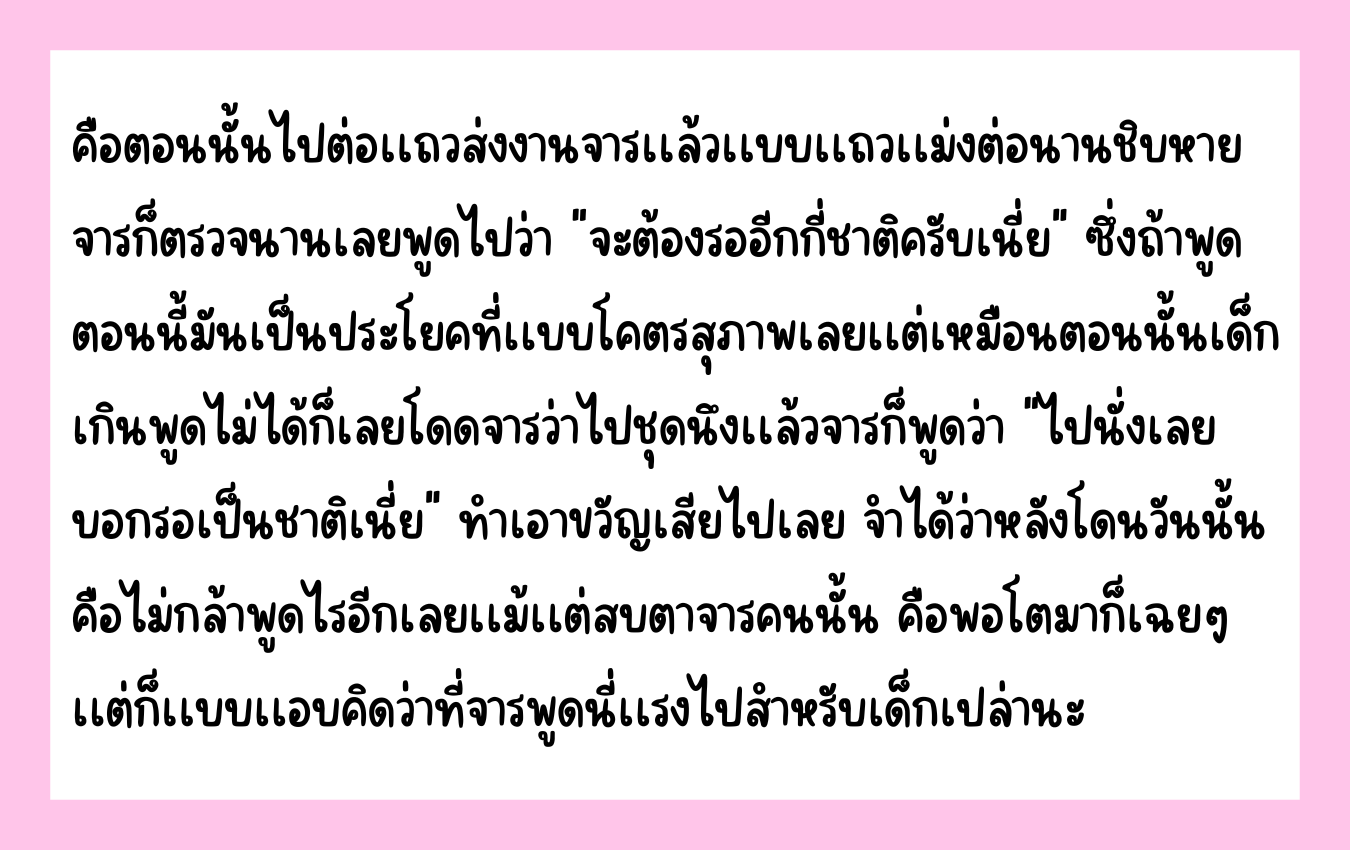 คือตอนนั้นไปต่อแถวส่งงานจารแล้วแบบแถวแม่งต่อนานชิบหาย
จารก็ตรวจนานเลยพูดไปว่า "จะต้องรออีกกี่ชาติครับเนี่ย" ซึ่งถ้าพูด
ตอนนี้มันเป็นประโยคที่แบบโคตรสุภาพเลยแต่เหมือนตอนนั้นเด็ก
เกินพูดไม่ได้ก็เลยโดดจารว่าไปชุดนึงแล้วจารก็พูดว่า "ไปนั่งเลย
บอกรอเป็นชาติเนี่ย" ทำเอาขวัญเสียไปเลย จำได้ว่าหลังโดนวันนั้น
คือไม่กล้าพูดไรอีกเลยแม้แต่สบตาจารคนนั้น คือพอโตมาก็เฉยๆ
แต่ก็แบบแอบคิดว่าที่จารพูดนี่แรงไปสำหรับเด็กเปล่านะ